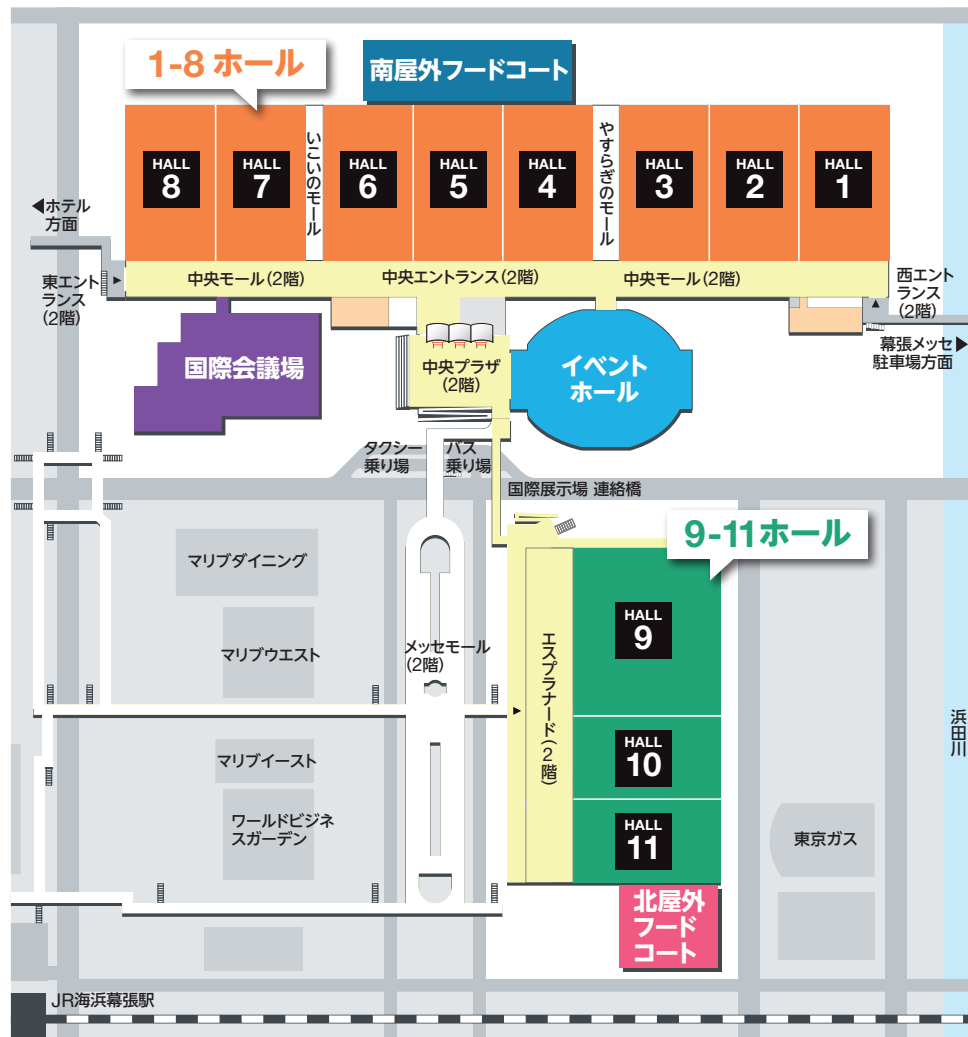 1-8 ホール
南屋外フードコート
HALL
8
HALL
7
いこいのモール
HALL
6
HALL
5
HALL
4
やすらぎのモール
HALL
3
HALL
2
HALL
1
◀ホテル
方面
東エント
ランス
(2階)
中央モール(2階)
中央エントランス(2階)
中央モール(2階)
西エント
ランス
(2階)
幕張メッセ▶
駐車場方面
国際会議場
中央プラザ
(2階)
イベント
ホール
タクシー
乗り場
バス
乗り場
国際展示場 連絡橋
9-11ホール
マリブダイニング
マリブウエスト
メッセモール
(2階)
エスプラナード(2階)
HALL
9
HALL
10
HALL
11
浜田川
マリブイースト
ワールドビジネ
スガーデン
東京ガス
北屋外
フード
コート
JR海浜幕張駅